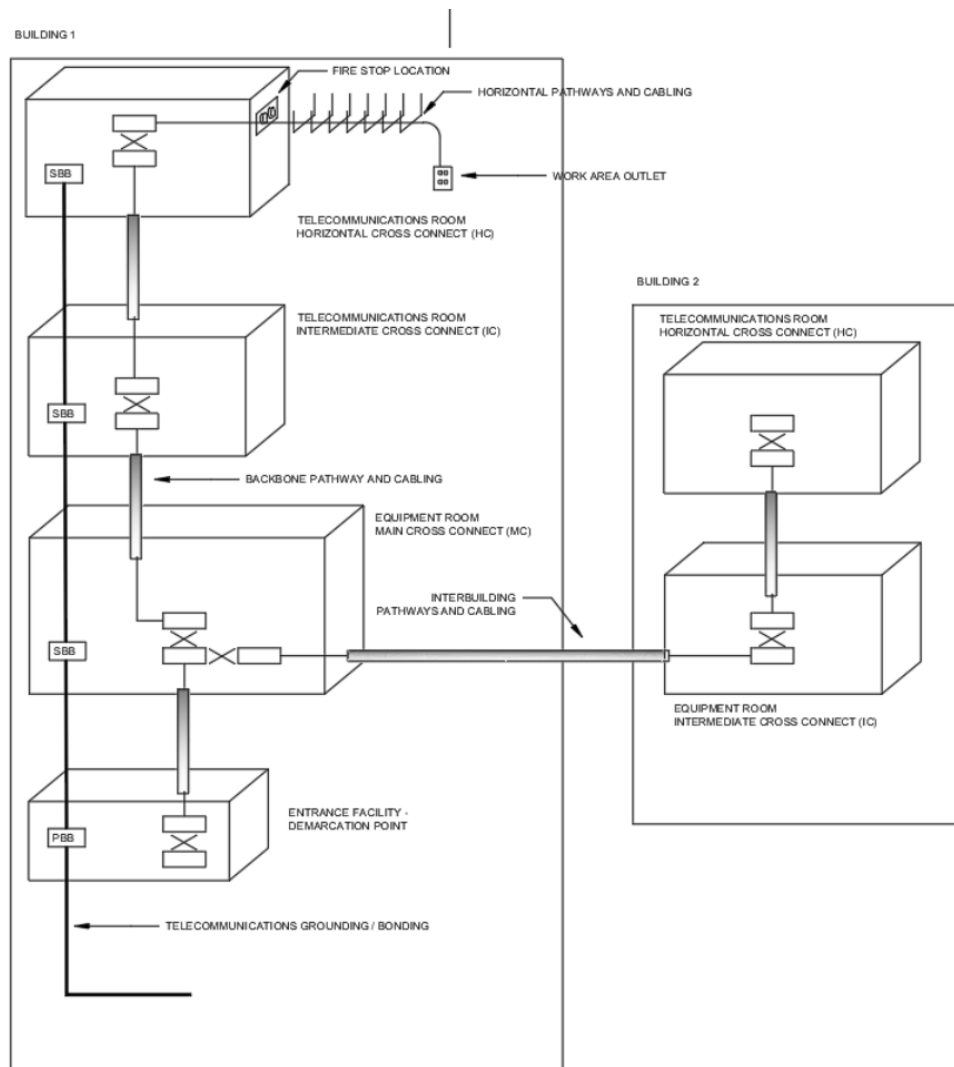 BUILDING 1
FIRE STOP LOCATION
HORIZONTAL PATHWAYS AND CABLING
SBB
WORK AREA OUTLET
TELECOMMUNICATIONS ROOM
HORIZONTAL CROSS CONNECT (HC)
BUILDING 2
TELECOMMUNICATIONS ROOM
INTERMEDIATE CROSS CONNECT (IC)
TELECOMMUNICATIONS ROOM
HORIZONTAL CROSS CONNECT (HC)
SBB
BACKBONE PATHWAY AND CABLING
EQUIPMENT ROOM
MAIN CROSS CONNECT (MC)
INTERBUILDING
PATHWAYS AND CABLING
SBB
EQUIPMENT ROOM
INTERMEDIATE CROSS CONNECT (IC)
ENTRANCE FACILITY -
DEMARCATION POINT
PBB
TELECOMMUNICATIONS GROUNDING / BONDING